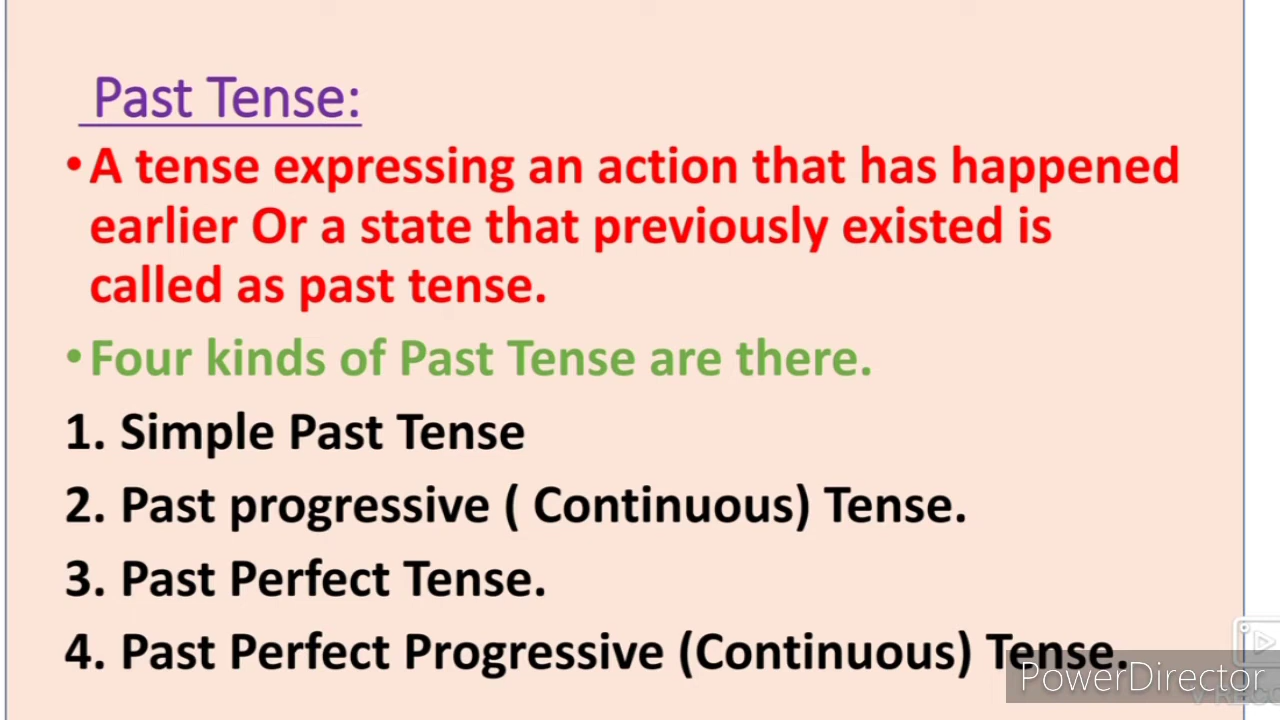 Past Tense:
• A tense expressing an action that has happened
earlier Or a state that previously existed is
called as past tense.
• Four kinds of Past Tense are there.
1. Simple Past Tense
2. Past progressive ( Continuous) Tense.
3. Past Perfect Tense.
4. Past Perfect Progressive (Continuous) Tense.
PowerDirector